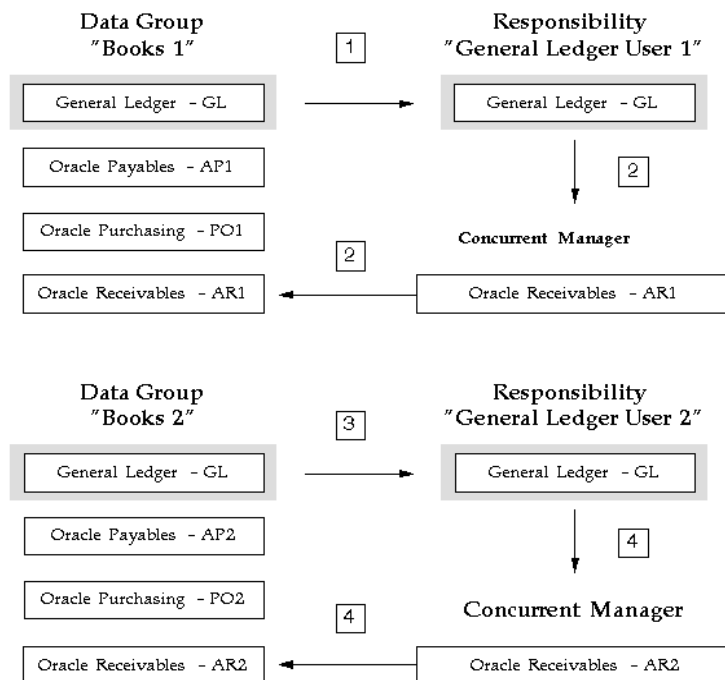 Data Group
"Books 1"
1
Responsibility
"General Ledger User 1"
General Ledger - GL
General Ledger - GL
Oracle Payables - AP1
2
Oracle Purchasing - PO1
Concurrent Manager
2
Oracle Receivables - AR1
Oracle Receivables - AR1
Data Group
"Books 2"
3
Responsibility
"General Ledger User 2"
General Ledger - GL
General Ledger - GL
Oracle Payables - AP2
4
Oracle Purchasing - PO2
Concurrent Manager
4
Oracle Receivables - AR2
Oracle Receivables - AR2